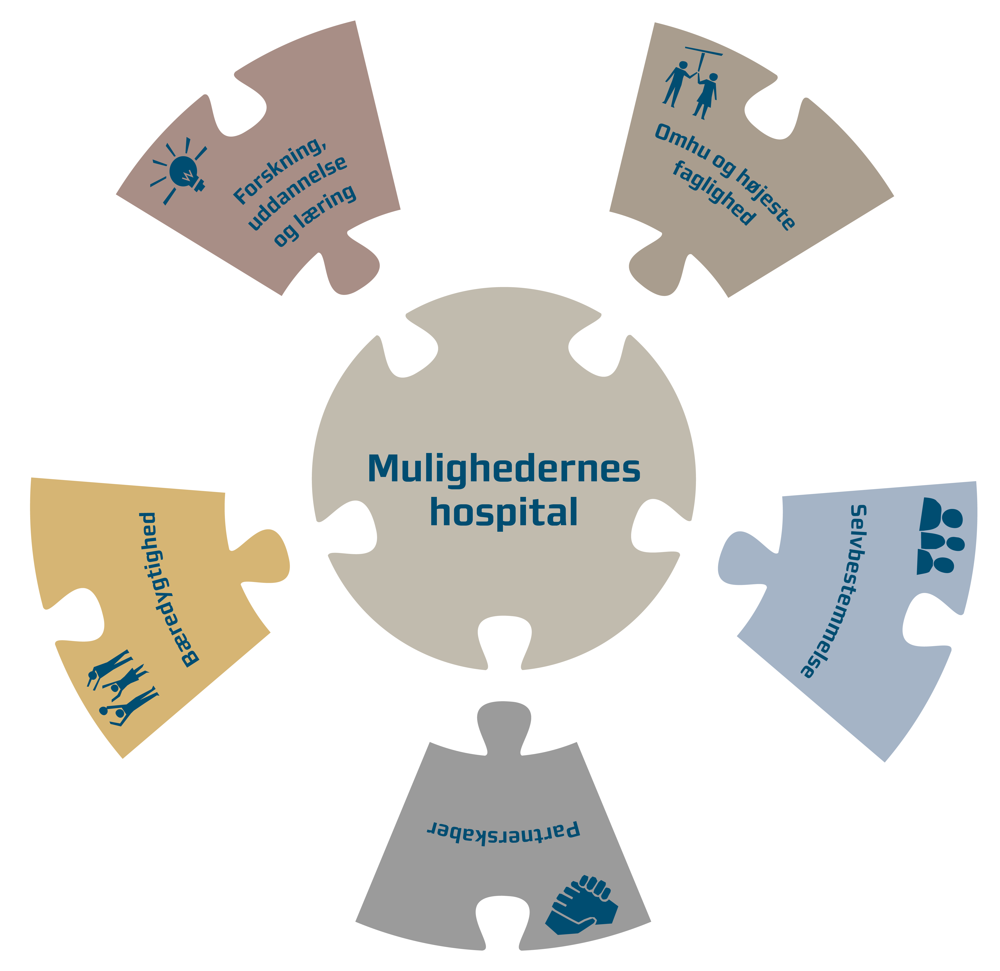 Forskning,
uddannelse
og læring
Omhu og højeste
faglighed
Mulighedernes
hospital
Bæredygtighed
Selvbestemmelse
Partnerskaber